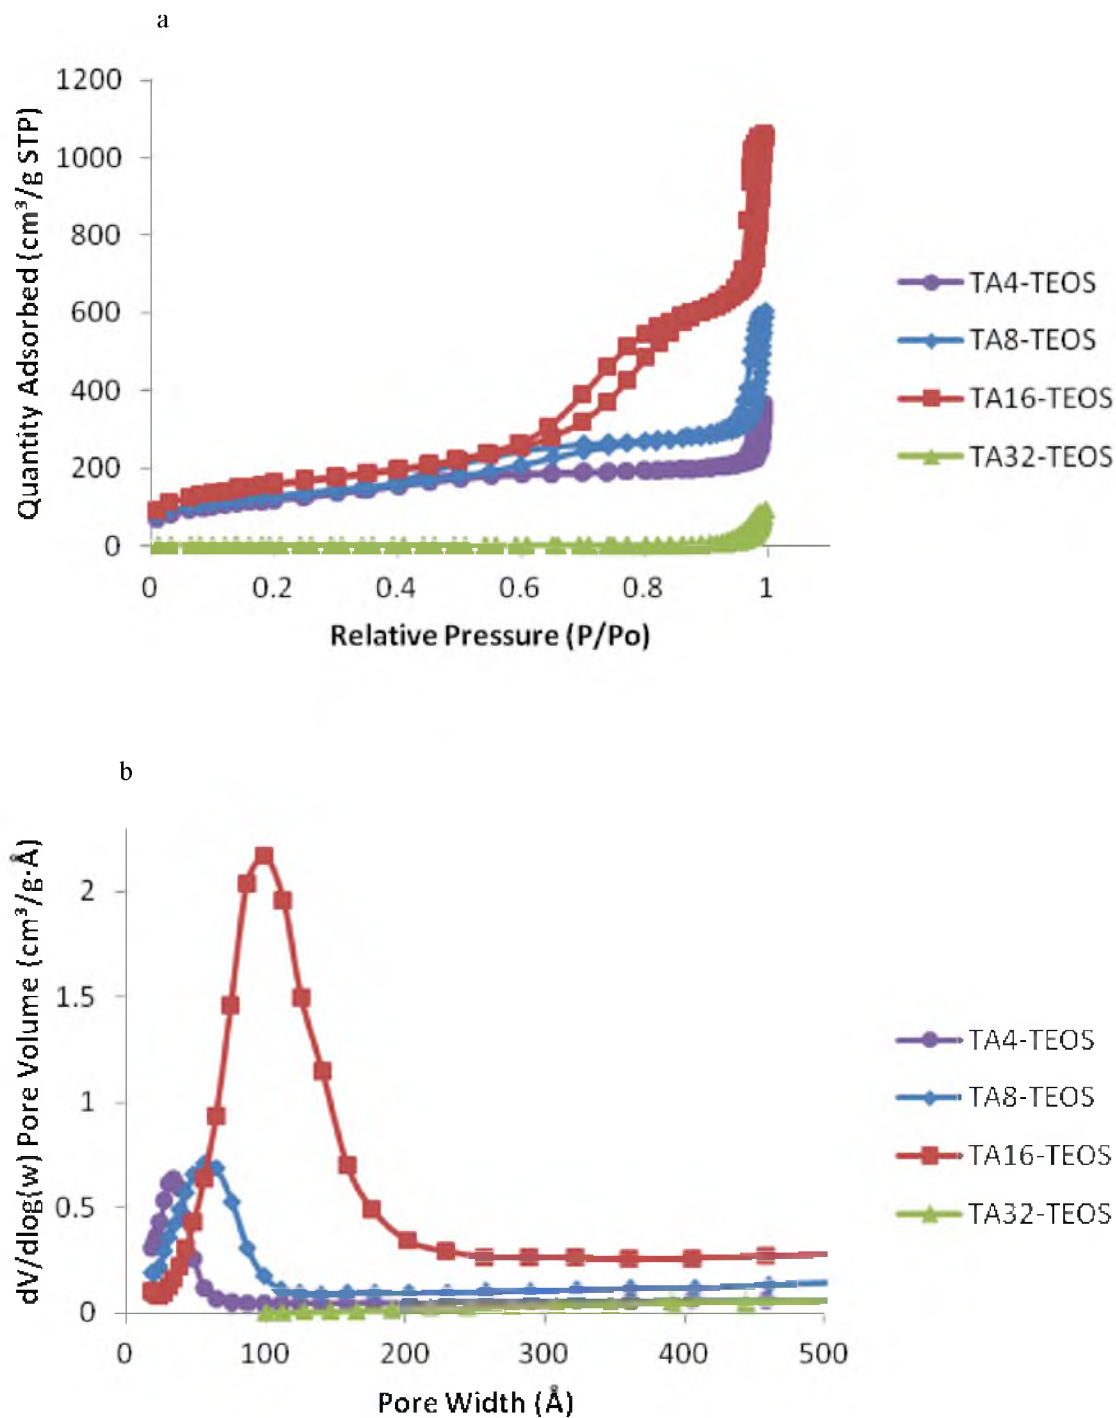 a
Quantity Adsorbed (cm³/g STP)
1200
1000
800
600
400
200
0
0 0.2 0.4 0.6 0.8 1
Relative Pressure (P/Po)
TA4-TEOS
TA8-TEOS
TA16-TEOS
TA32-TEOS
b
dV/dlog(w) Pore Volume (cm³/g·Å)
2
1.5
1
0.5
0
0 100 200 300 400 500
Pore Width (Å)
TA4-TEOS
TA8-TEOS
TA16-TEOS
TA32-TEOS